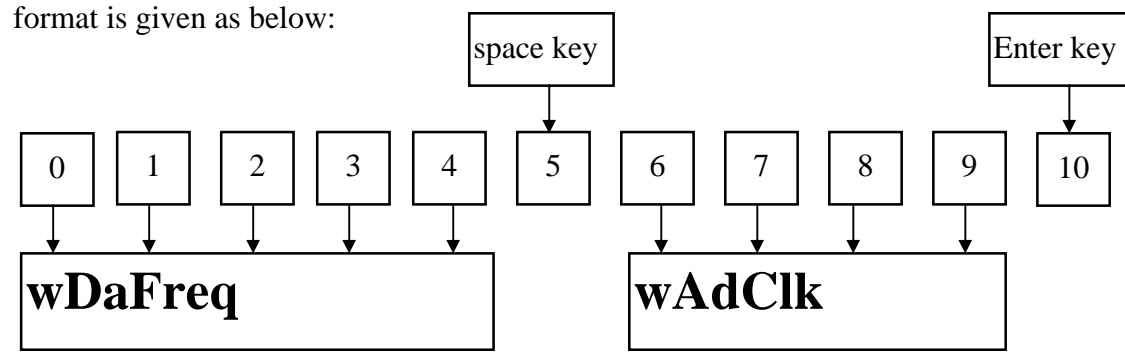 format is given as below:
space key
Enter key
0 1 2 3 4 5 6 7 8 9 10
wDaFreq
wAdClk